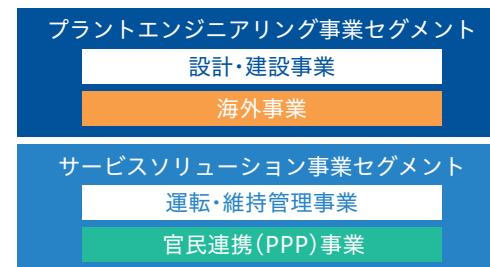 プラントエンジニアリング事業セグメント
設計・建設事業
海外事業
サービスソリューション事業セグメント
運転・維持管理事業
官民連携(PPP)事業